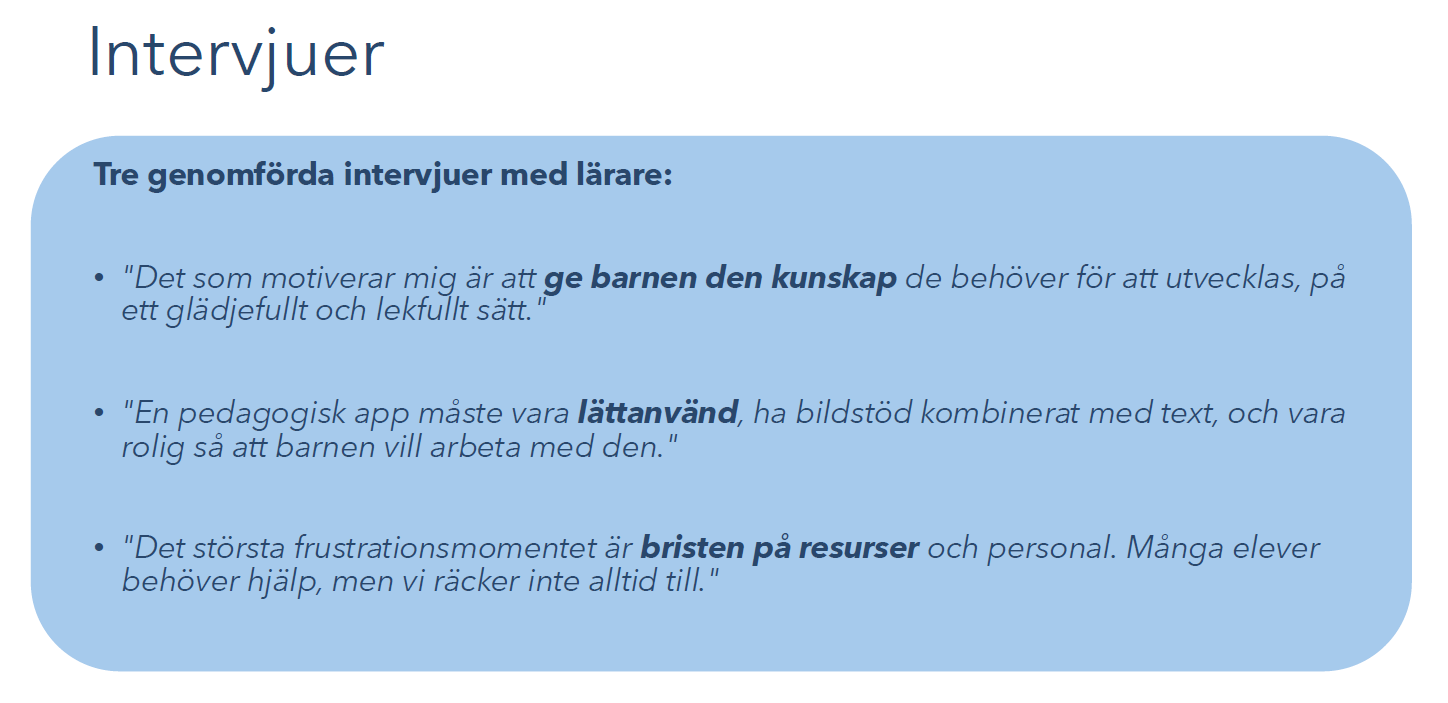 Intervjuer
Tre genomförda intervjuer med lärare:
• "Det som motiverar mig är att ge barnen den kunskap de behöver för att utvecklas, på
ett glädjefullt och lekfullt sätt."
• "En pedagogisk app måste vara lättanvänd, ha bildstöd kombinerat med text, och vara
rolig så att barnen vill arbeta med den."
• "Det största frustrationsmomentet är bristen på resurser och personal. Många elever
behöver hjälp, men vi räcker inte alltid till."